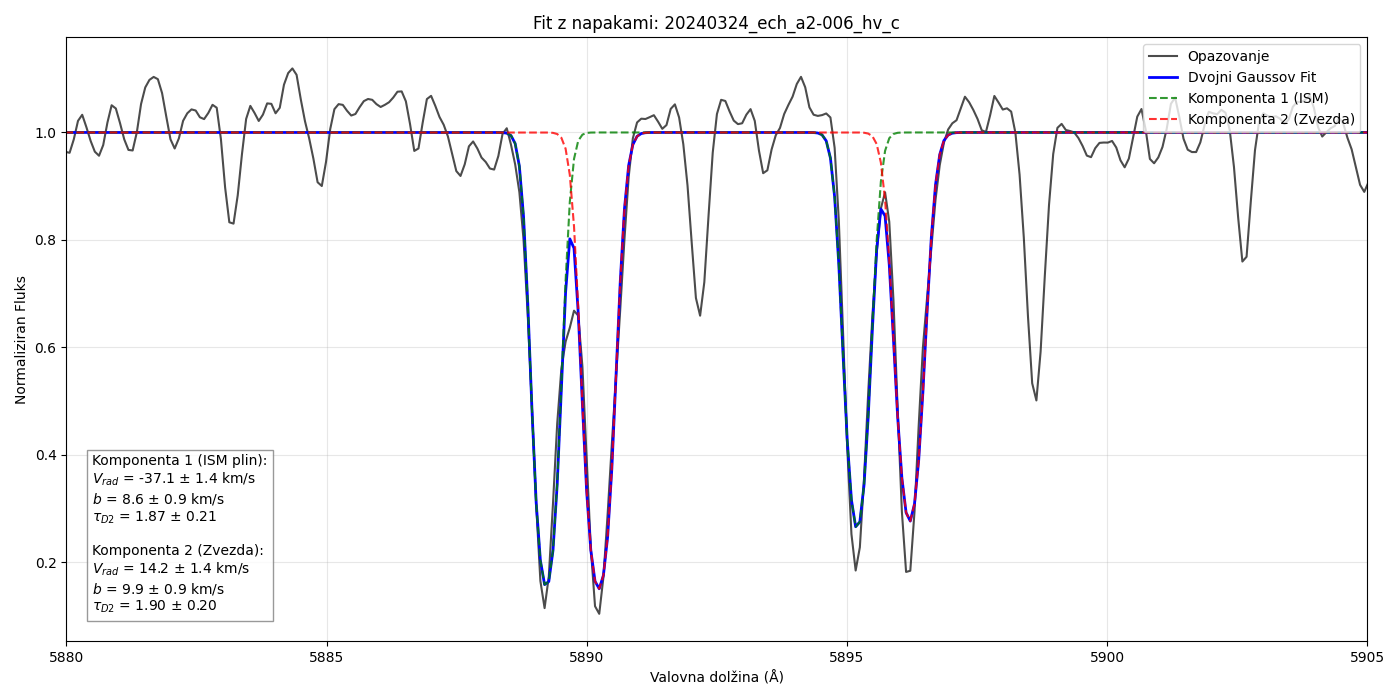 Fit z napakami: 20240324_ech_a2-006_hv_c
Normaliziran Fluks
1.0
0.8
0.6
0.4
0.2
Opazovanje
Dvojni Gaussov Fit
Komponenta 1 (ISM)
Komponenta 2 (Zvezda)
Komponenta 1 (ISM plin):
V_rad = -37.1 ± 1.4 km/s
b = 8.6 ± 0.9 km/s
τ_D2 = 1.87 ± 0.21
Komponenta 2 (Zvezda):
V_rad = 14.2 ± 1.4 km/s
b = 9.9 ± 0.9 km/s
τ_D2 = 1.90 ± 0.20
5880 5885 5890 5895 5900 5905
Valovna dolžina (Å)